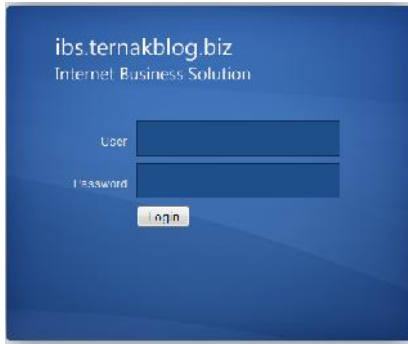 ibs.ternakblog.biz
Internet Business Solution
User
Password
Login